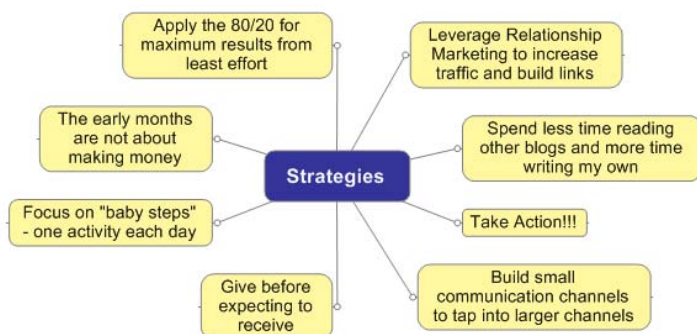 Apply the 80/20 for
maximum results from
least effort
Leverage Relationship
Marketing to increase
traffic and build links
The early months
are not about
making money
Spend less time reading
other blogs and more time
writing my own
Strategies
Focus on "baby steps"
- one activity each day
Take Action!!!
Give before
expecting to
receive
Build small
communication channels
to tap into larger channels